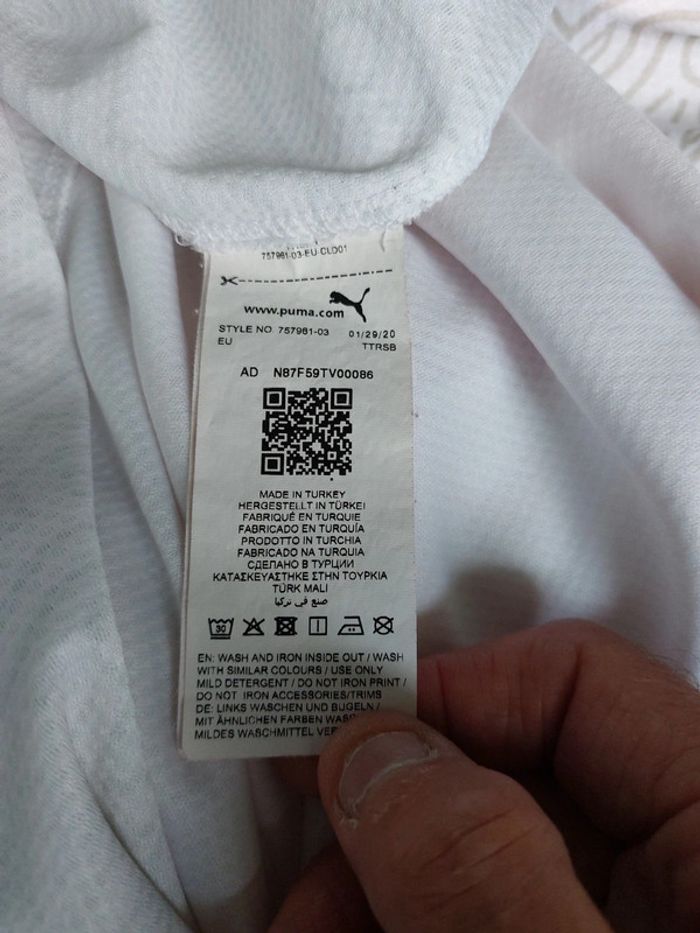 757981-03-EU-CLD01
www.puma.com
STYLE NO. 757981-03 01/29/20
EU TTRSB
AD N87F59TV00086
MADE IN TURKEY
HERGESTELLT IN TÜRKEI
FABRIQUÉ EN TURQUIE
FABRICADO EN TURQUÍA
PRODOTTO IN TURCHIA
FABRICADO NA TURQUIA
СДЕЛАНО В ТУРЦИИ
ΚΑΤΑΣΚΕΥΑΣΤΗΚΕ ΣΤΗΝ ΤΟΥΡΚΙΑ
TÜRK MALI
صنع في تركيا
30
EN: WASH AND IRON INSIDE OUT / WASH
WITH SIMILAR COLOURS / USE ONLY
MILD DETERGENT / DO NOT IRON PRINT /
DO NOT IRON ACCESSORIES/TRIMS
DE: LINKS WASCHEN UND BÜGELN /
MIT ÄHNLICHEN FARBEN
MILDES WASCHMITTEL